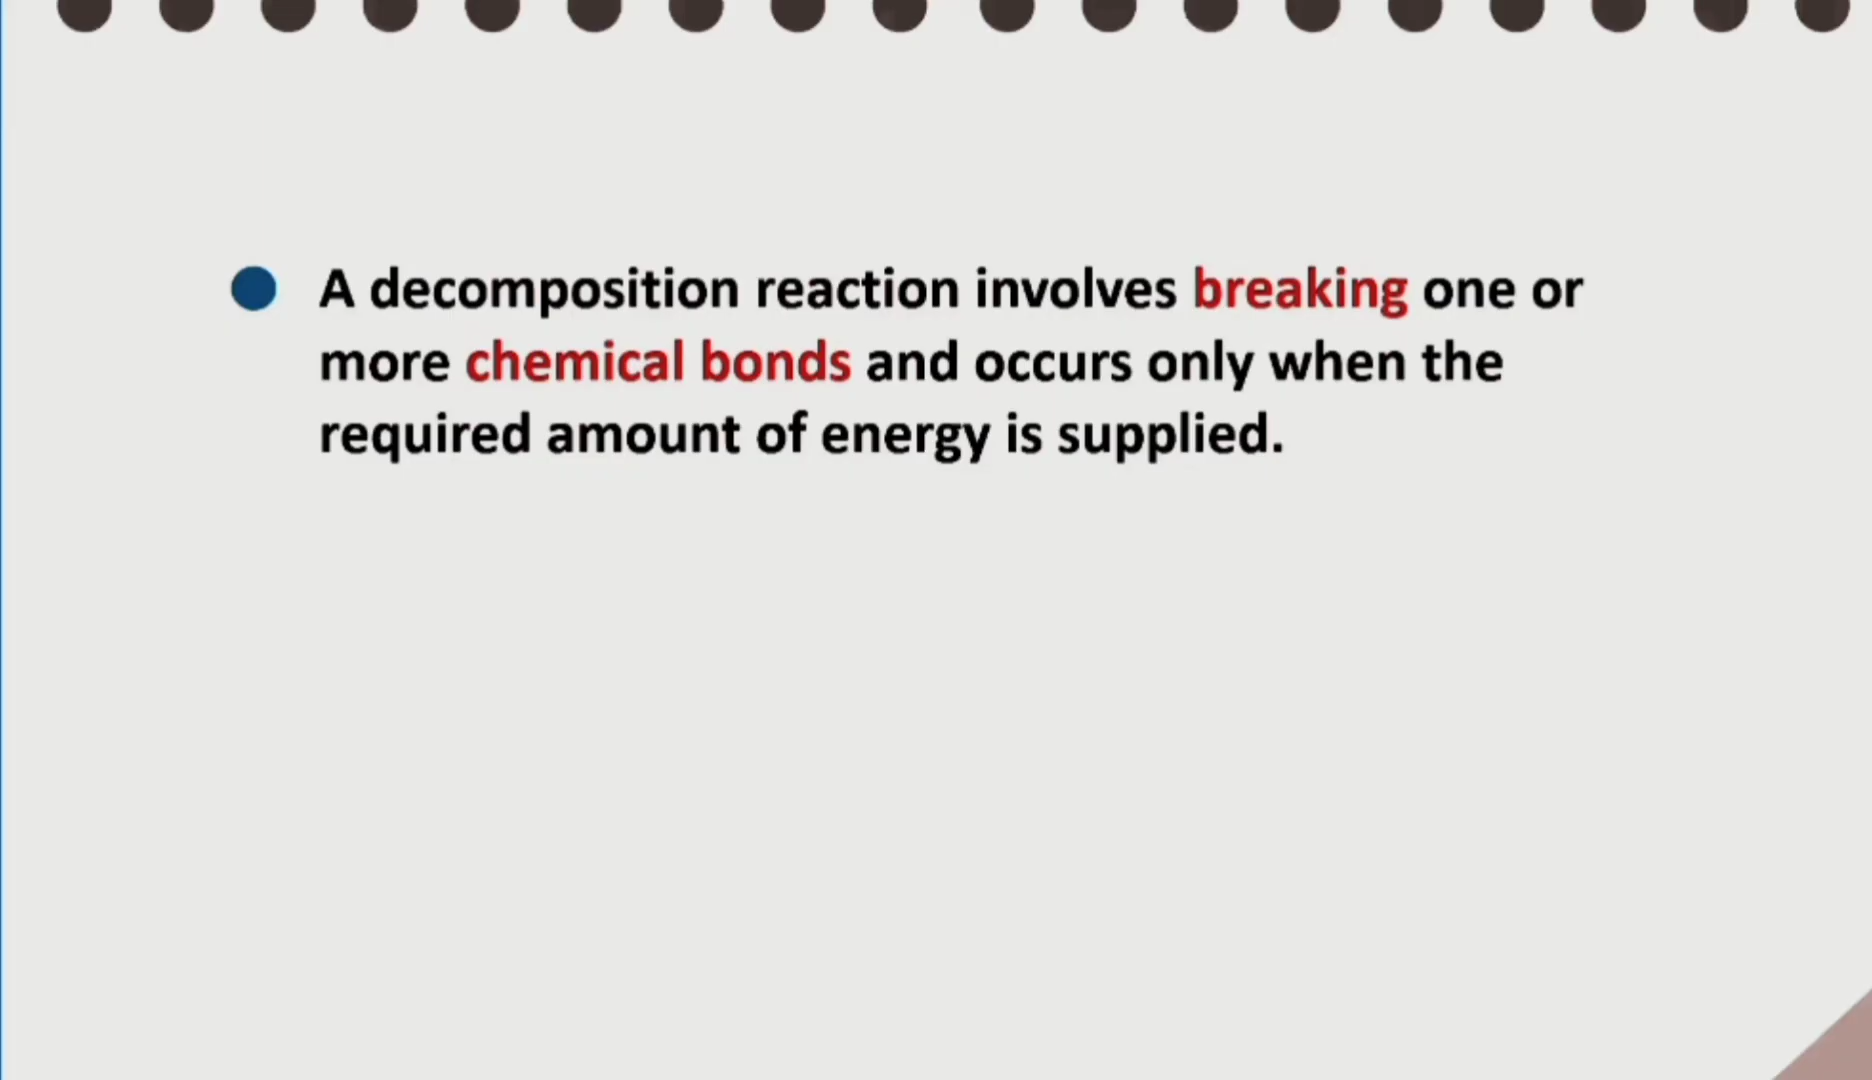 A decomposition reaction involves breaking one or
more chemical bonds and occurs only when the
required amount of energy is supplied.